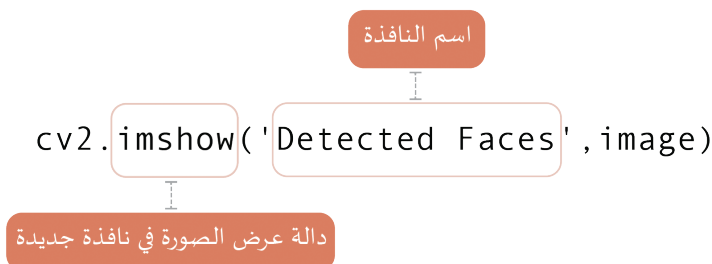 اسم النافذة
cv2.imshow('Detected Faces',image)
دالة عرض الصورة في نافذة جديدة